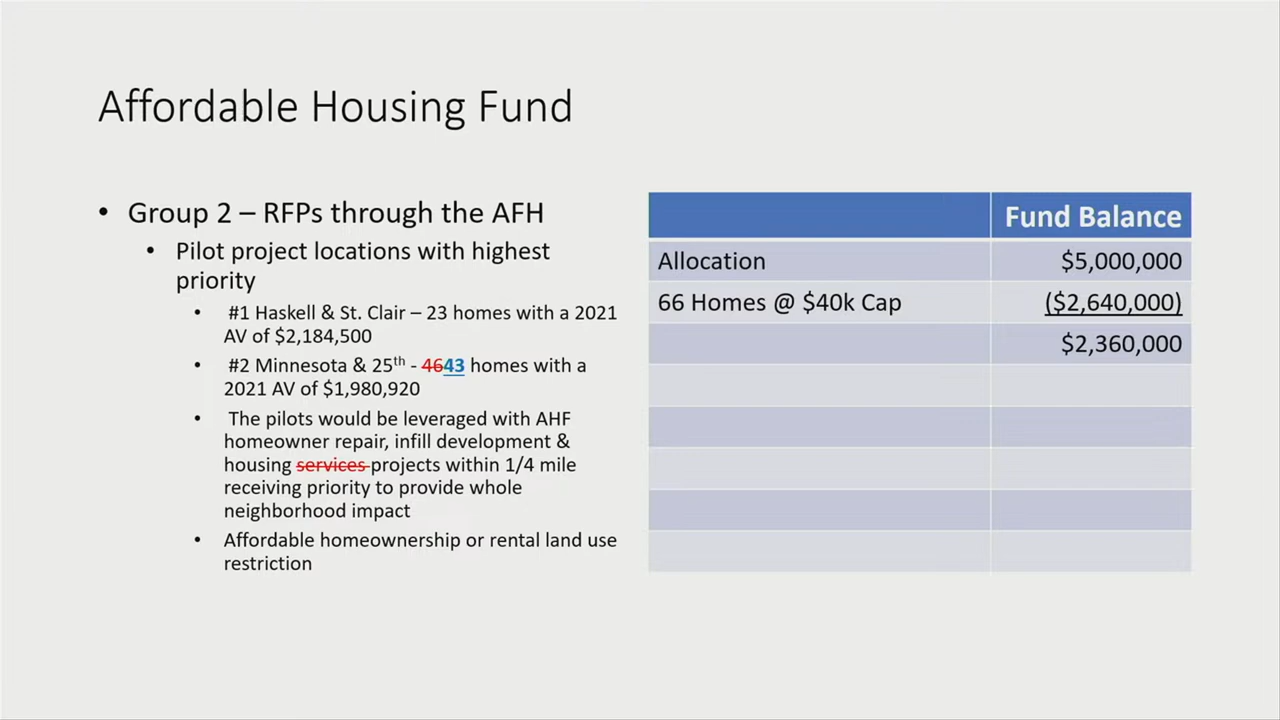 Affordable Housing Fund
• Group 2 – RFPs through the AFH
• Pilot project locations with highest
priority
• #1 Haskell & St. Clair – 23 homes with a 2021
AV of $2,184,500
• #2 Minnesota & 25th - 4643 homes with a
2021 AV of $1,980,920
• The pilots would be leveraged with AHF
homeowner repair, infill development &
housing services projects within 1/4 mile
receiving priority to provide whole
neighborhood impact
• Affordable homeownership or rental land use
restriction
Fund Balance
Allocation $5,000,000
66 Homes @ $40k Cap ($2,640,000)
$2,360,000